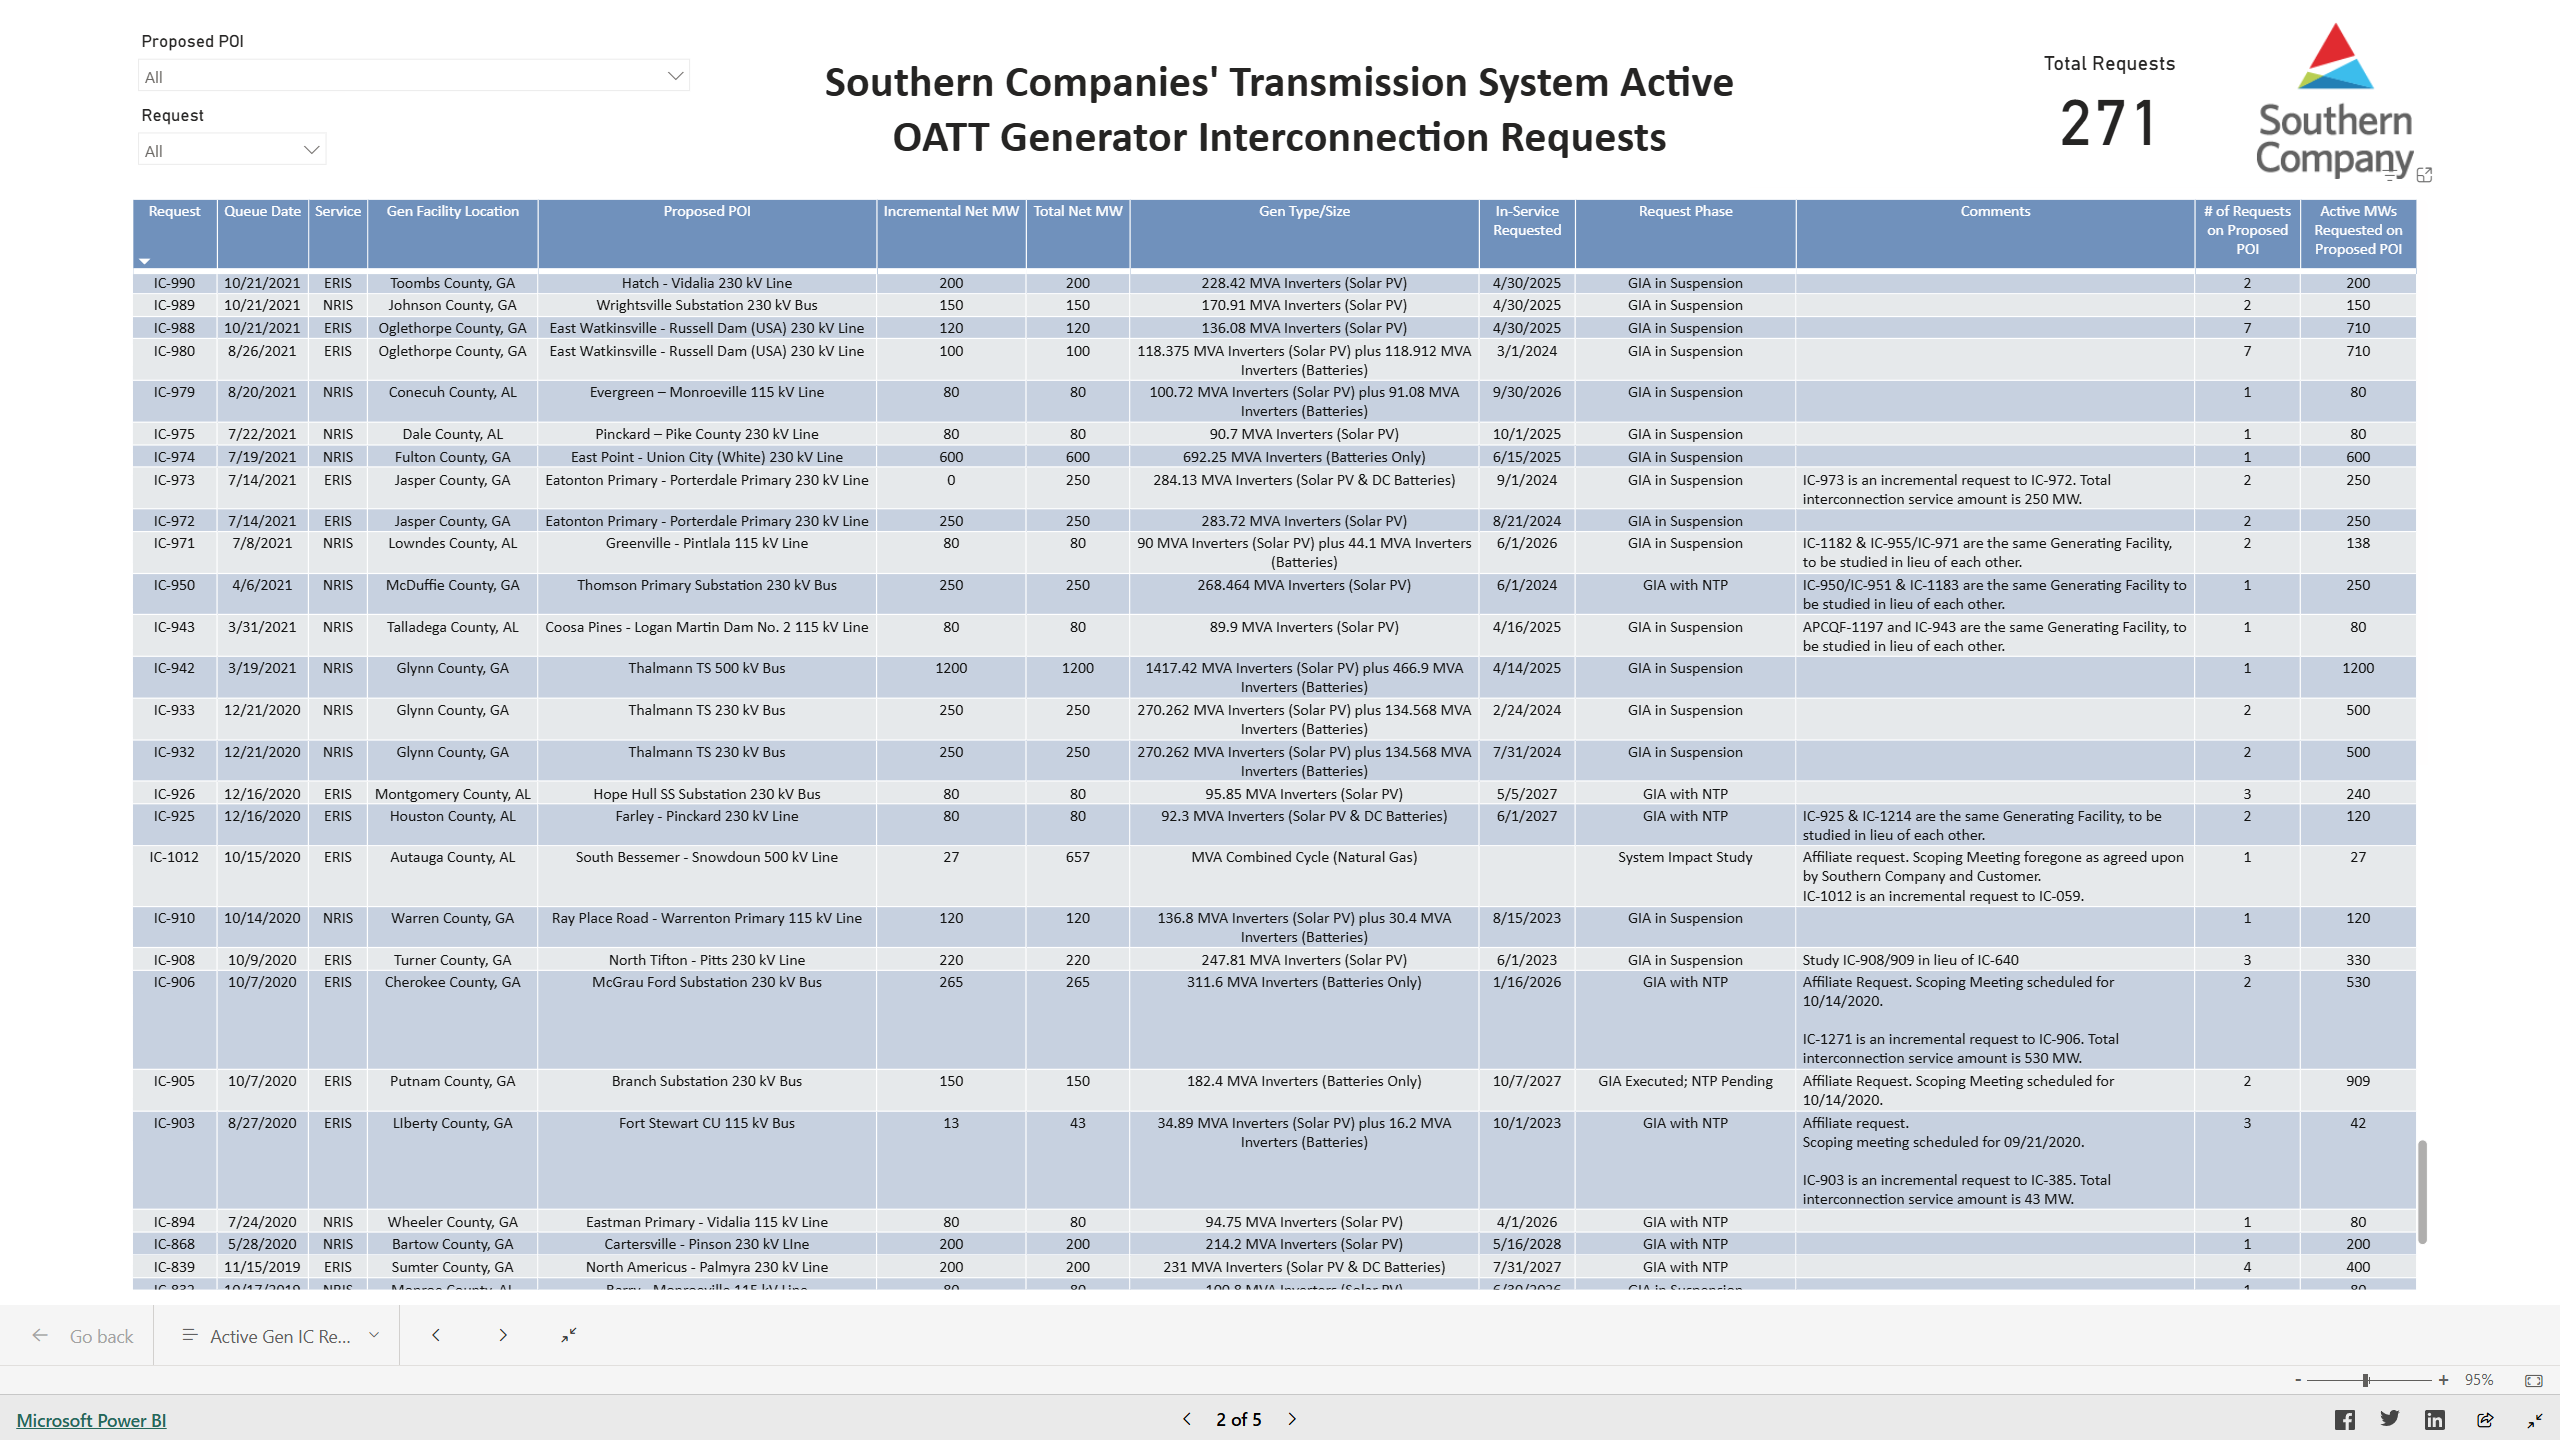 Proposed POI
All
Request
All
Southern Companies' Transmission System Active
OATT Generator Interconnection Requests
Total Requests
271
Southern
Company
Request Queue Date Service Gen Facility Location Proposed POI Incremental Net MW Total Net MW Gen Type/Size In-Service Requested Request Phase Comments # of Requests on Proposed POI Active MWs Requested on Proposed POI
IC-990 10/21/2021 ERIS Toombs County, GA Hatch - Vidalia 230 kV Line 200 200 228.42 MVA Inverters (Solar PV) 4/30/2025 GIA in Suspension 2 200
IC-989 10/21/2021 NRIS Johnson County, GA Wrightsville Substation 230 kV Bus 150 150 170.91 MVA Inverters (Solar PV) 4/30/2025 GIA in Suspension 2 150
IC-988 10/21/2021 ERIS Oglethorpe County, GA East Watkinsville - Russell Dam (USA) 230 kV Line 120 120 136.08 MVA Inverters (Solar PV) 4/30/2025 GIA in Suspension 7 710
IC-980 8/26/2021 ERIS Oglethorpe County, GA East Watkinsville - Russell Dam (USA) 230 kV Line 100 100 118.375 MVA Inverters (Solar PV) plus 118.912 MVA Inverters (Batteries) 3/1/2024 GIA in Suspension 7 710
IC-979 8/20/2021 NRIS Conecuh County, AL Evergreen – Monroeville 115 kV Line 80 80 100.72 MVA Inverters (Solar PV) plus 91.08 MVA Inverters (Batteries) 9/30/2026 GIA in Suspension 1 80
IC-975 7/22/2021 NRIS Dale County, AL Pinckard – Pike County 230 kV Line 80 80 90.7 MVA Inverters (Solar PV) 10/1/2025 GIA in Suspension 1 80
IC-974 7/19/2021 NRIS Fulton County, GA East Point - Union City (White) 230 kV Line 600 600 692.25 MVA Inverters (Batteries Only) 6/15/2025 GIA in Suspension 1 600
IC-973 7/14/2021 ERIS Jasper County, GA Eatonton Primary - Porterdale Primary 230 kV Line 0 250 284.13 MVA Inverters (Solar PV & DC Batteries) 9/1/2024 GIA in Suspension IC-973 is an incremental request to IC-972. Total interconnection service amount is 250 MW. 2 250
IC-972 7/14/2021 ERIS Jasper County, GA Eatonton Primary - Porterdale Primary 230 kV Line 250 250 283.72 MVA Inverters (Solar PV) 8/21/2024 GIA in Suspension 2 250
IC-971 7/8/2021 NRIS Lowndes County, AL Greenville - Pintlala 115 kV Line 80 80 90 MVA Inverters (Solar PV) plus 44.1 MVA Inverters (Batteries) 6/1/2026 GIA in Suspension IC-1182 & IC-955/IC-971 are the same Generating Facility, to be studied in lieu of each other. 2 138
IC-950 4/6/2021 NRIS McDuffie County, GA Thomson Primary Substation 230 kV Bus 250 250 268.464 MVA Inverters (Solar PV) 6/1/2024 GIA with NTP IC-950/IC-951 & IC-1183 are the same Generating Facility to be studied in lieu of each other. 1 250
IC-943 3/31/2021 NRIS Talladega County, AL Coosa Pines - Logan Martin Dam No. 2 115 kV Line 80 80 89.9 MVA Inverters (Solar PV) 4/16/2025 GIA in Suspension APCQF-1197 and IC-943 are the same Generating Facility, to be studied in lieu of each other. 1 80
IC-942 3/19/2021 NRIS Glynn County, GA Thalmann TS 500 kV Bus 1200 1200 1417.42 MVA Inverters (Solar PV) plus 466.9 MVA Inverters (Batteries) 4/14/2025 GIA in Suspension 1 1200
IC-933 12/21/2020 NRIS Glynn County, GA Thalmann TS 230 kV Bus 250 250 270.262 MVA Inverters (Solar PV) plus 134.568 MVA Inverters (Batteries) 2/24/2024 GIA in Suspension 2 500
IC-932 12/21/2020 NRIS Glynn County, GA Thalmann TS 230 kV Bus 250 250 270.262 MVA Inverters (Solar PV) plus 134.568 MVA Inverters (Batteries) 7/31/2024 GIA in Suspension 2 500
IC-926 12/16/2020 ERIS Montgomery County, AL Hope Hull SS Substation 230 kV Bus 80 80 95.85 MVA Inverters (Solar PV) 5/5/2027 GIA with NTP 3 240
IC-925 12/16/2020 ERIS Houston County, AL Farley - Pinckard 230 kV Line 80 80 92.3 MVA Inverters (Solar PV & DC Batteries) 6/1/2027 GIA with NTP IC-925 & IC-1214 are the same Generating Facility, to be studied in lieu of each other. 2 120
IC-1012 10/15/2020 ERIS Autauga County, AL South Bessemer - Snowdoun 500 kV Line 27 657 MVA Combined Cycle (Natural Gas) System Impact Study Affiliate request. Scoping Meeting foregone as agreed upon by Southern Company and Customer. IC-1012 is an incremental request to IC-059. 1 27
IC-910 10/14/2020 NRIS Warren County, GA Ray Place Road - Warrenton Primary 115 kV Line 120 120 136.8 MVA Inverters (Solar PV) plus 30.4 MVA Inverters (Batteries) 8/15/2023 GIA in Suspension 1 120
IC-908 10/9/2020 ERIS Turner County, GA North Tifton - Pitts 230 kV Line 220 220 247.81 MVA Inverters (Solar PV) 6/1/2023 GIA in Suspension Study IC-908/909 in lieu of IC-640 3 330
IC-906 10/7/2020 ERIS Cherokee County, GA McGrau Ford Substation 230 kV Bus 265 265 311.6 MVA Inverters (Batteries Only) 1/16/2026 GIA with NTP Affiliate Request. Scoping Meeting scheduled for 10/14/2020. IC-1271 is an incremental request to IC-906. Total interconnection service amount is 530 MW. 2 530
IC-905 10/7/2020 ERIS Putnam County, GA Branch Substation 230 kV Bus 150 150 182.4 MVA Inverters (Batteries Only) 10/7/2027 GIA Executed; NTP Pending Affiliate Request. Scoping Meeting scheduled for 10/14/2020. 2 909
IC-903 8/27/2020 ERIS LIberty County, GA Fort Stewart CU 115 kV Bus 13 43 34.89 MVA Inverters (Solar PV) plus 16.2 MVA Inverters (Batteries) 10/1/2023 GIA with NTP Affiliate request. Scoping meeting scheduled for 09/21/2020. IC-903 is an incremental request to IC-385. Total interconnection service amount is 43 MW. 3 42
IC-894 7/24/2020 NRIS Wheeler County, GA Eastman Primary - Vidalia 115 kV Line 80 80 94.75 MVA Inverters (Solar PV) 4/1/2026 GIA with NTP 1 80
IC-868 5/28/2020 NRIS Bartow County, GA Cartersville - Pinson 230 kV LIne 200 200 214.2 MVA Inverters (Solar PV) 5/16/2028 GIA with NTP 1 200
IC-839 11/15/2019 ERIS Sumter County, GA North Americus - Palmyra 230 kV Line 200 200 231 MVA Inverters (Solar PV & DC Batteries) 7/31/2027 GIA with NTP 4 400
Go back Active Gen IC Re...
- + 95%
Microsoft Power BI 2 of 5